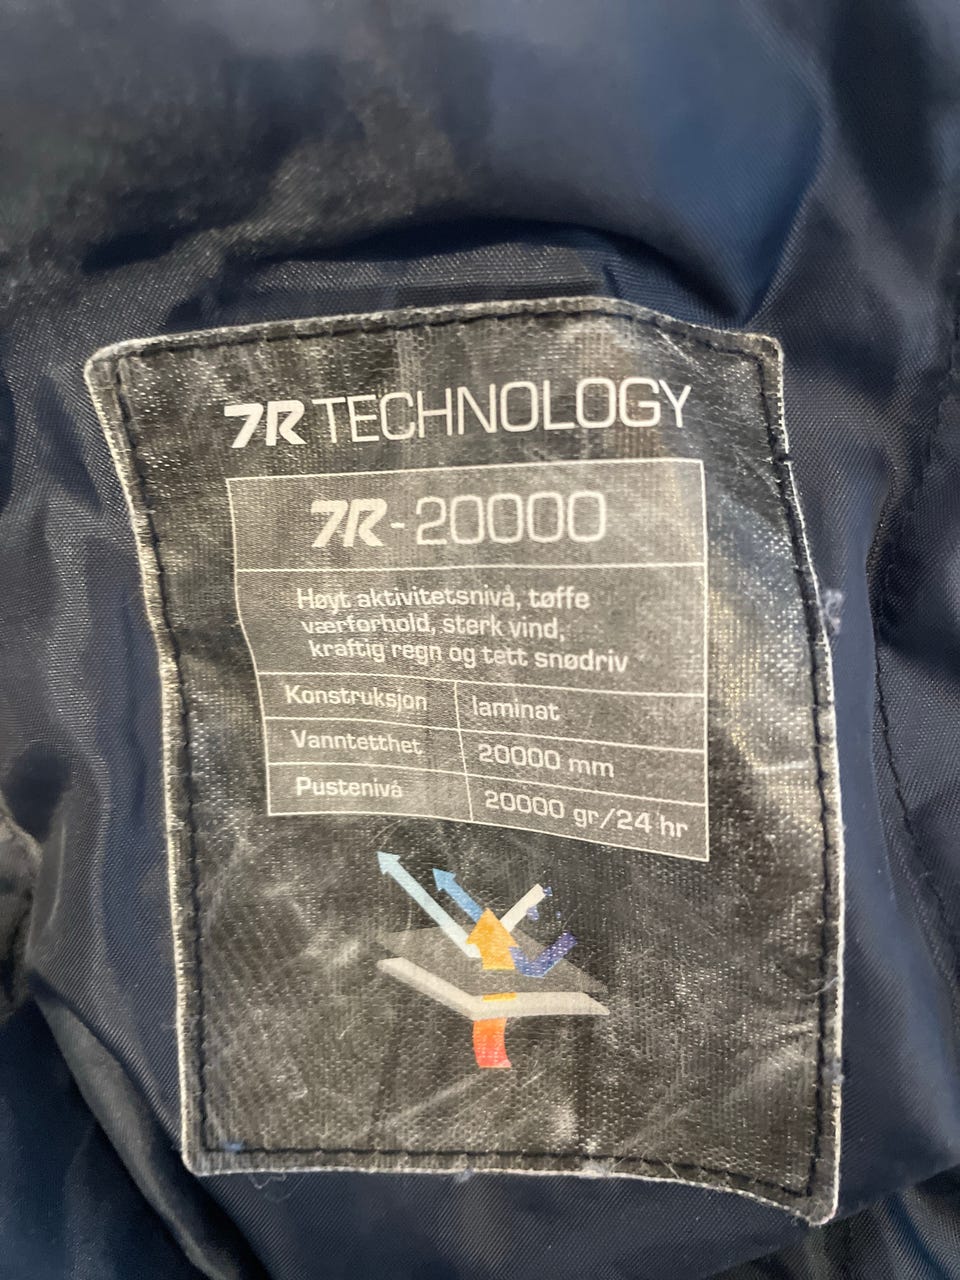 7R TECHNOLOGY
7R-20000
Høyt aktivitetsnivå, tøffe
værforhold, sterk vind,
kraftig regn og tett snødriv
Konstruksjon laminat
Vanntetthet 20000 mm
Pustenivå 20000 gr/24 hr